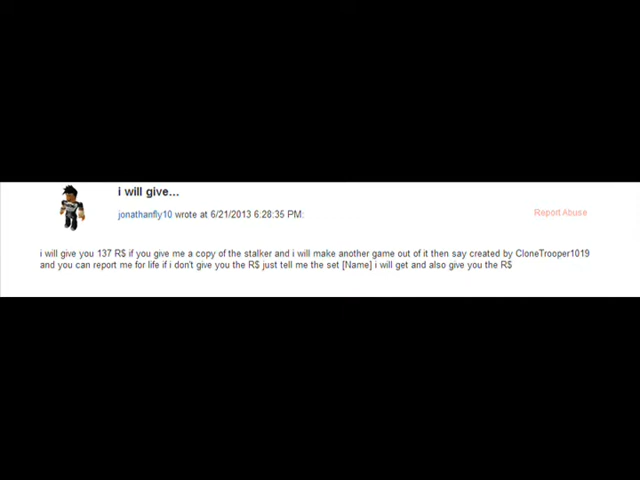 i will give...
jonathanfly10 wrote at 6/21/2013 6:28:35 PM:
Report Abuse
i will give you 137 R$ if you give me a copy of the stalker and i will make another game out of it then say created by CloneTrooper1019
and you can report me for life if i don't give you the R$ just tell me the set [Name] i will get and also give you the R$